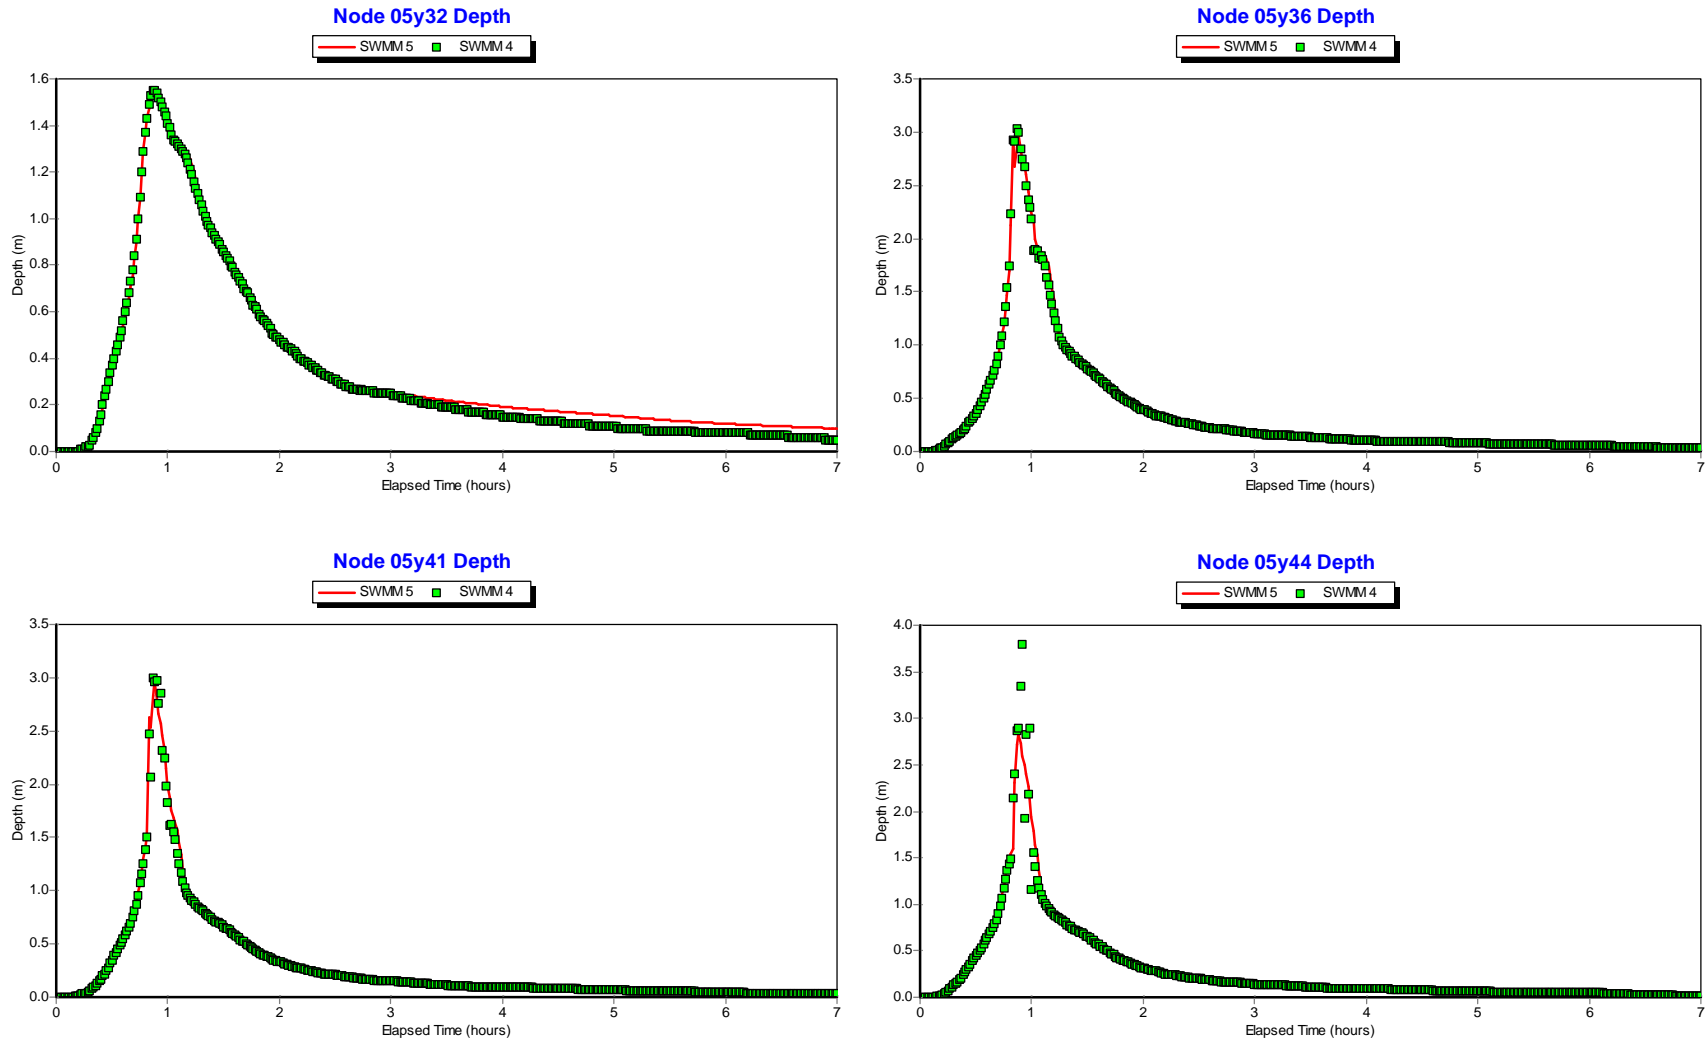 Node 05y32 Depth
SWMM 5 SWMM 4
1.6
1.4
1.2
1.0
0.8
0.6
0.4
0.2
0.0
Depth (m)
0 1 2 3 4 5 6 7
Elapsed Time (hours)
Node 05y36 Depth
SWMM 5 SWMM 4
3.5
3.0
2.5
2.0
1.5
1.0
0.5
0.0
Depth (m)
0 1 2 3 4 5 6 7
Elapsed Time (hours)
Node 05y41 Depth
SWMM 5 SWMM 4
3.5
3.0
2.5
2.0
1.5
1.0
0.5
0.0
Depth (m)
0 1 2 3 4 5 6 7
Elapsed Time (hours)
Node 05y44 Depth
SWMM 5 SWMM 4
4.0
3.5
3.0
2.5
2.0
1.5
1.0
0.5
0.0
Depth (m)
0 1 2 3 4 5 6 7
Elapsed Time (hours)